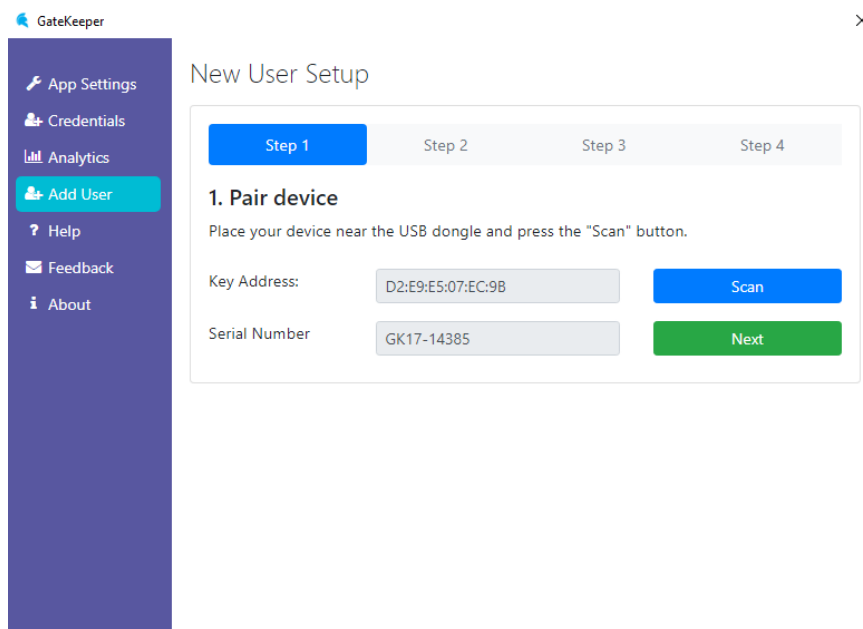 GateKeeper
App Settings
Credentials
Analytics
Add User
? Help
Feedback
i About
New User Setup
Step 1 Step 2 Step 3 Step 4
1. Pair device
Place your device near the USB dongle and press the "Scan" button.
Key Address: D2:E9:E5:07:EC:9B Scan
Serial Number GK17-14385 Next